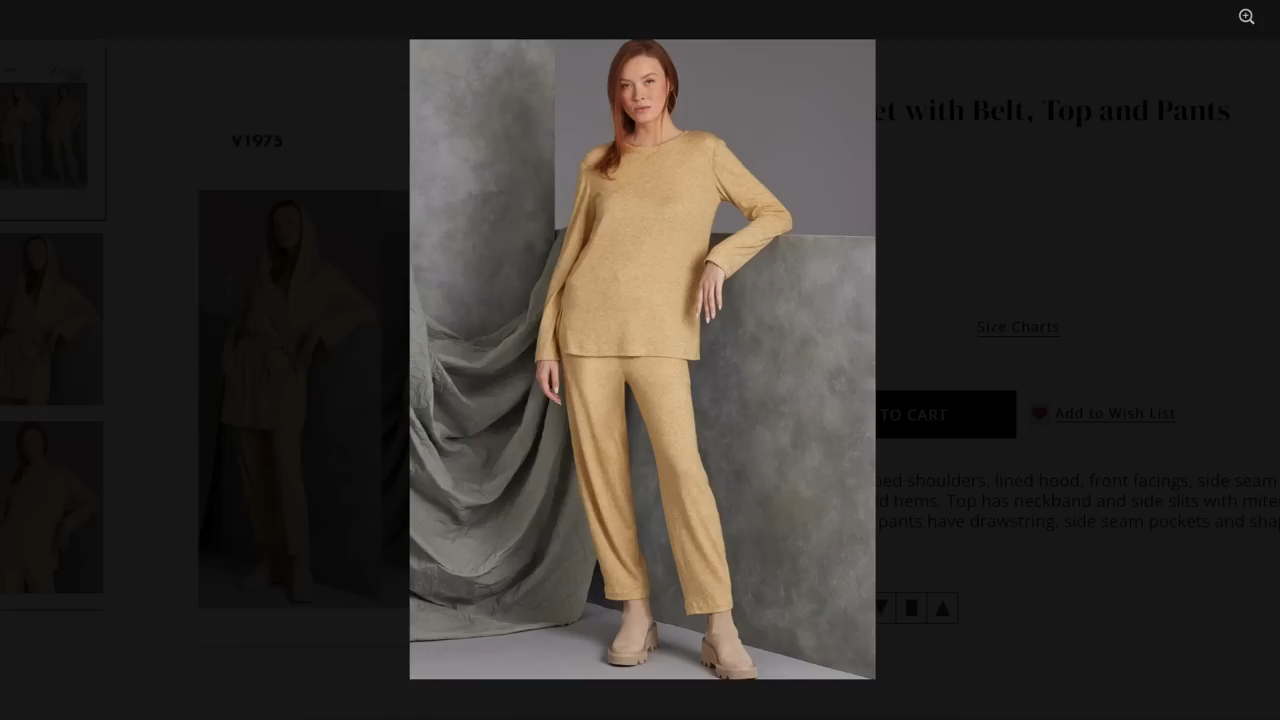 VOGUE
et with Belt, Top and Pants
V1975
Size Charts
TO CART
Add to Wish List
ped shoulders, lined hood, front facings, side seam
d hems. Top has neckband and side slits with mite
pants have drawstring, side seam pockets and sha